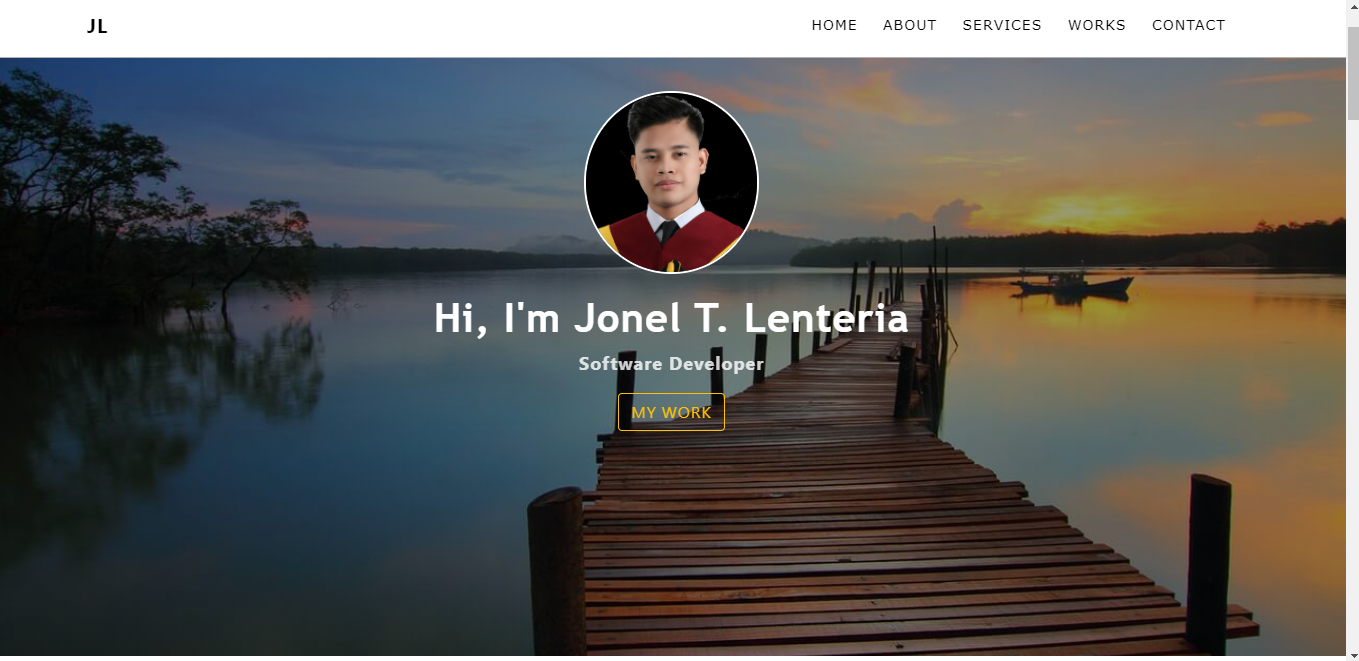 JL
HOME ABOUT SERVICES WORKS CONTACT
Hi, I'm Jonel T. Lenteria
Software Developer
MY WORK